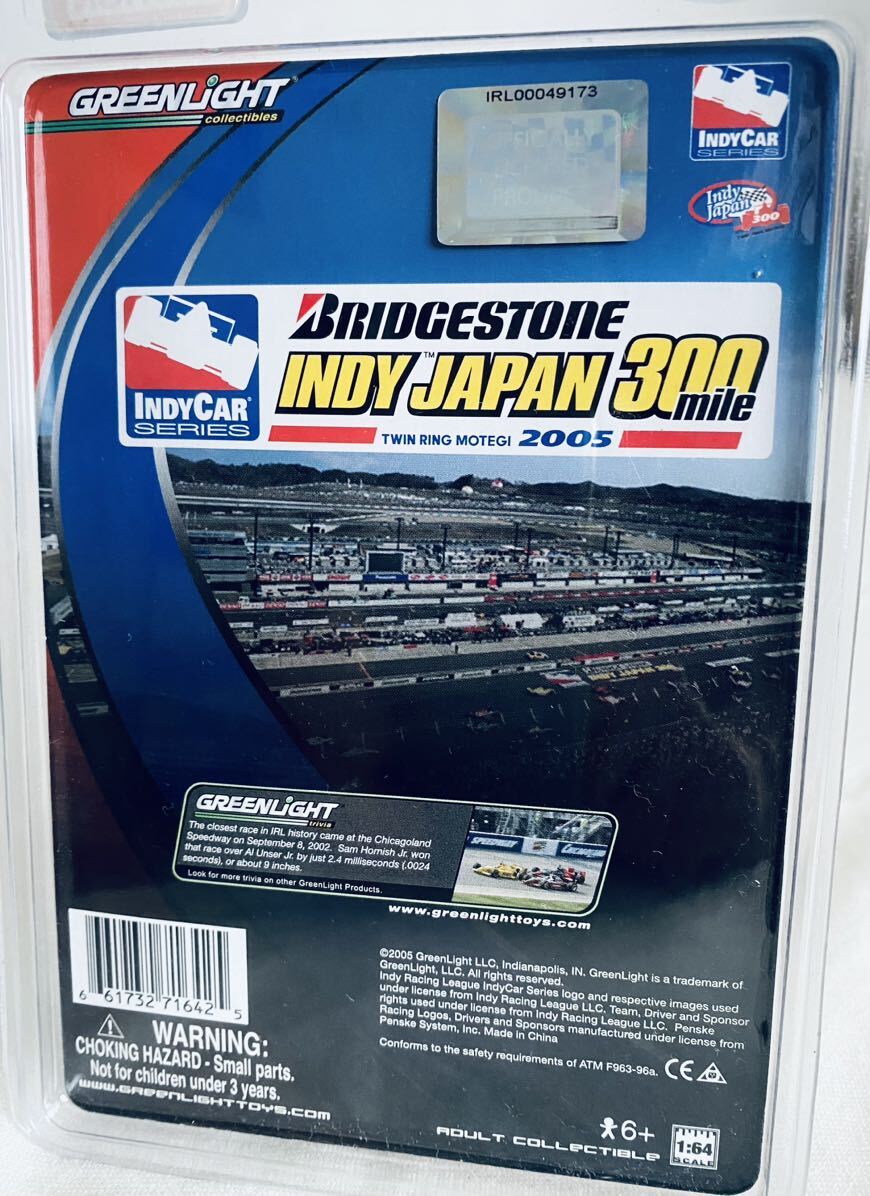 GREENLiGHT
collectibles
IRL00049173
INDYCAR
SERIES
Indy
Japan
300
BRIDGESTONE
INDY JAPAN 300
™
mile
INDYCAR®
SERIES
TWIN RING MOTEGI 2005
GREENLiGHT
trivia
The closest race in IRL history came at the Chicagoland
Speedway on September 8, 2002. Sam Hornish Jr. won
that race over Al Unser Jr. by just 2.4 milliseconds (.0024
seconds), or about 9 inches.
Look for more trivia on other GreenLight Products.
SPEEDWAY
www.greenlighttoys.com
6 61732 71642 5
©2005 GreenLight LLC, Indianapolis, IN. GreenLight is a trademark of
GreenLight, LLC. All rights reserved.
Indy Racing League IndyCar Series logo and respective images used
under license from Indy Racing League LLC. Team, Driver and Sponsor
rights used under license from Indy Racing League LLC. Penske
Racing Logos, Drivers and Sponsors manufactured under license from
Penske System, Inc. Made in China
Conforms to the safety requirements of ATM F963-96a.
CE
WARNING:
CHOKING HAZARD - Small parts.
Not for children under 3 years.
www.GREENLIGHTTOYS.COM
6+
ADULT COLLECTIBLE
1:64
SCALE